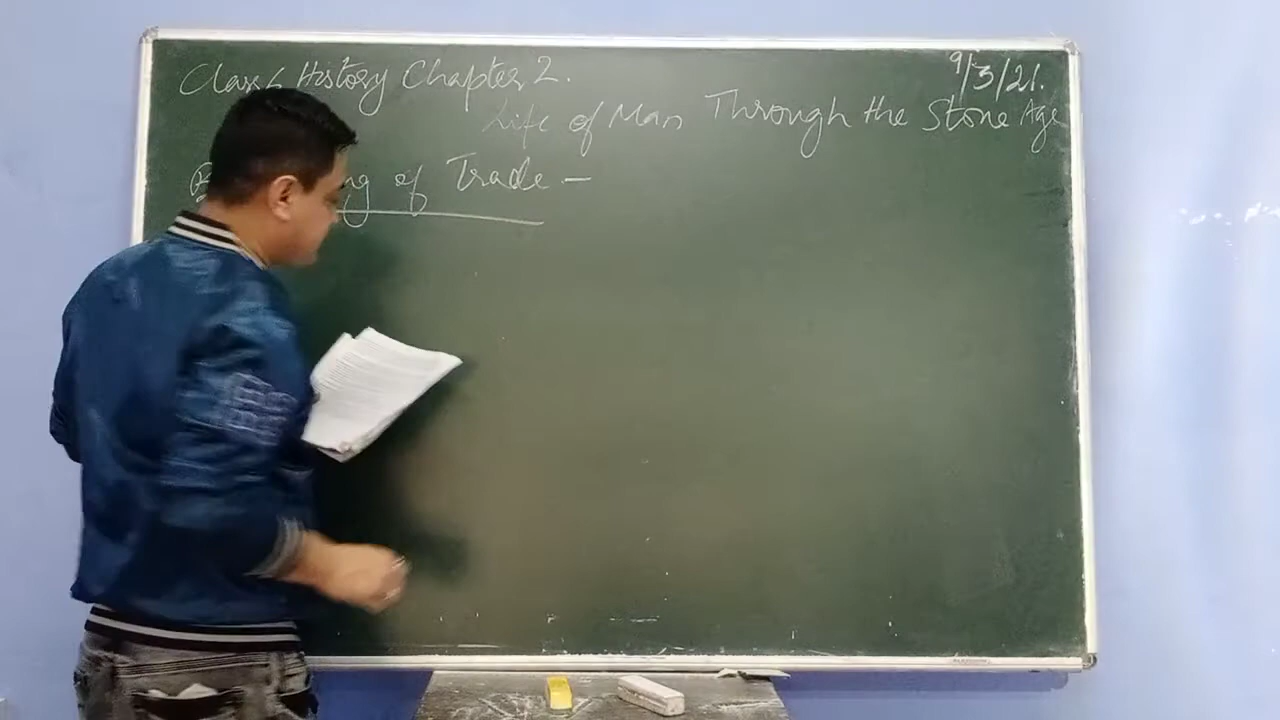 Class 6 History Chapter 2.
9/3/21.
Life of Man Through the Stone Age
of Trade -